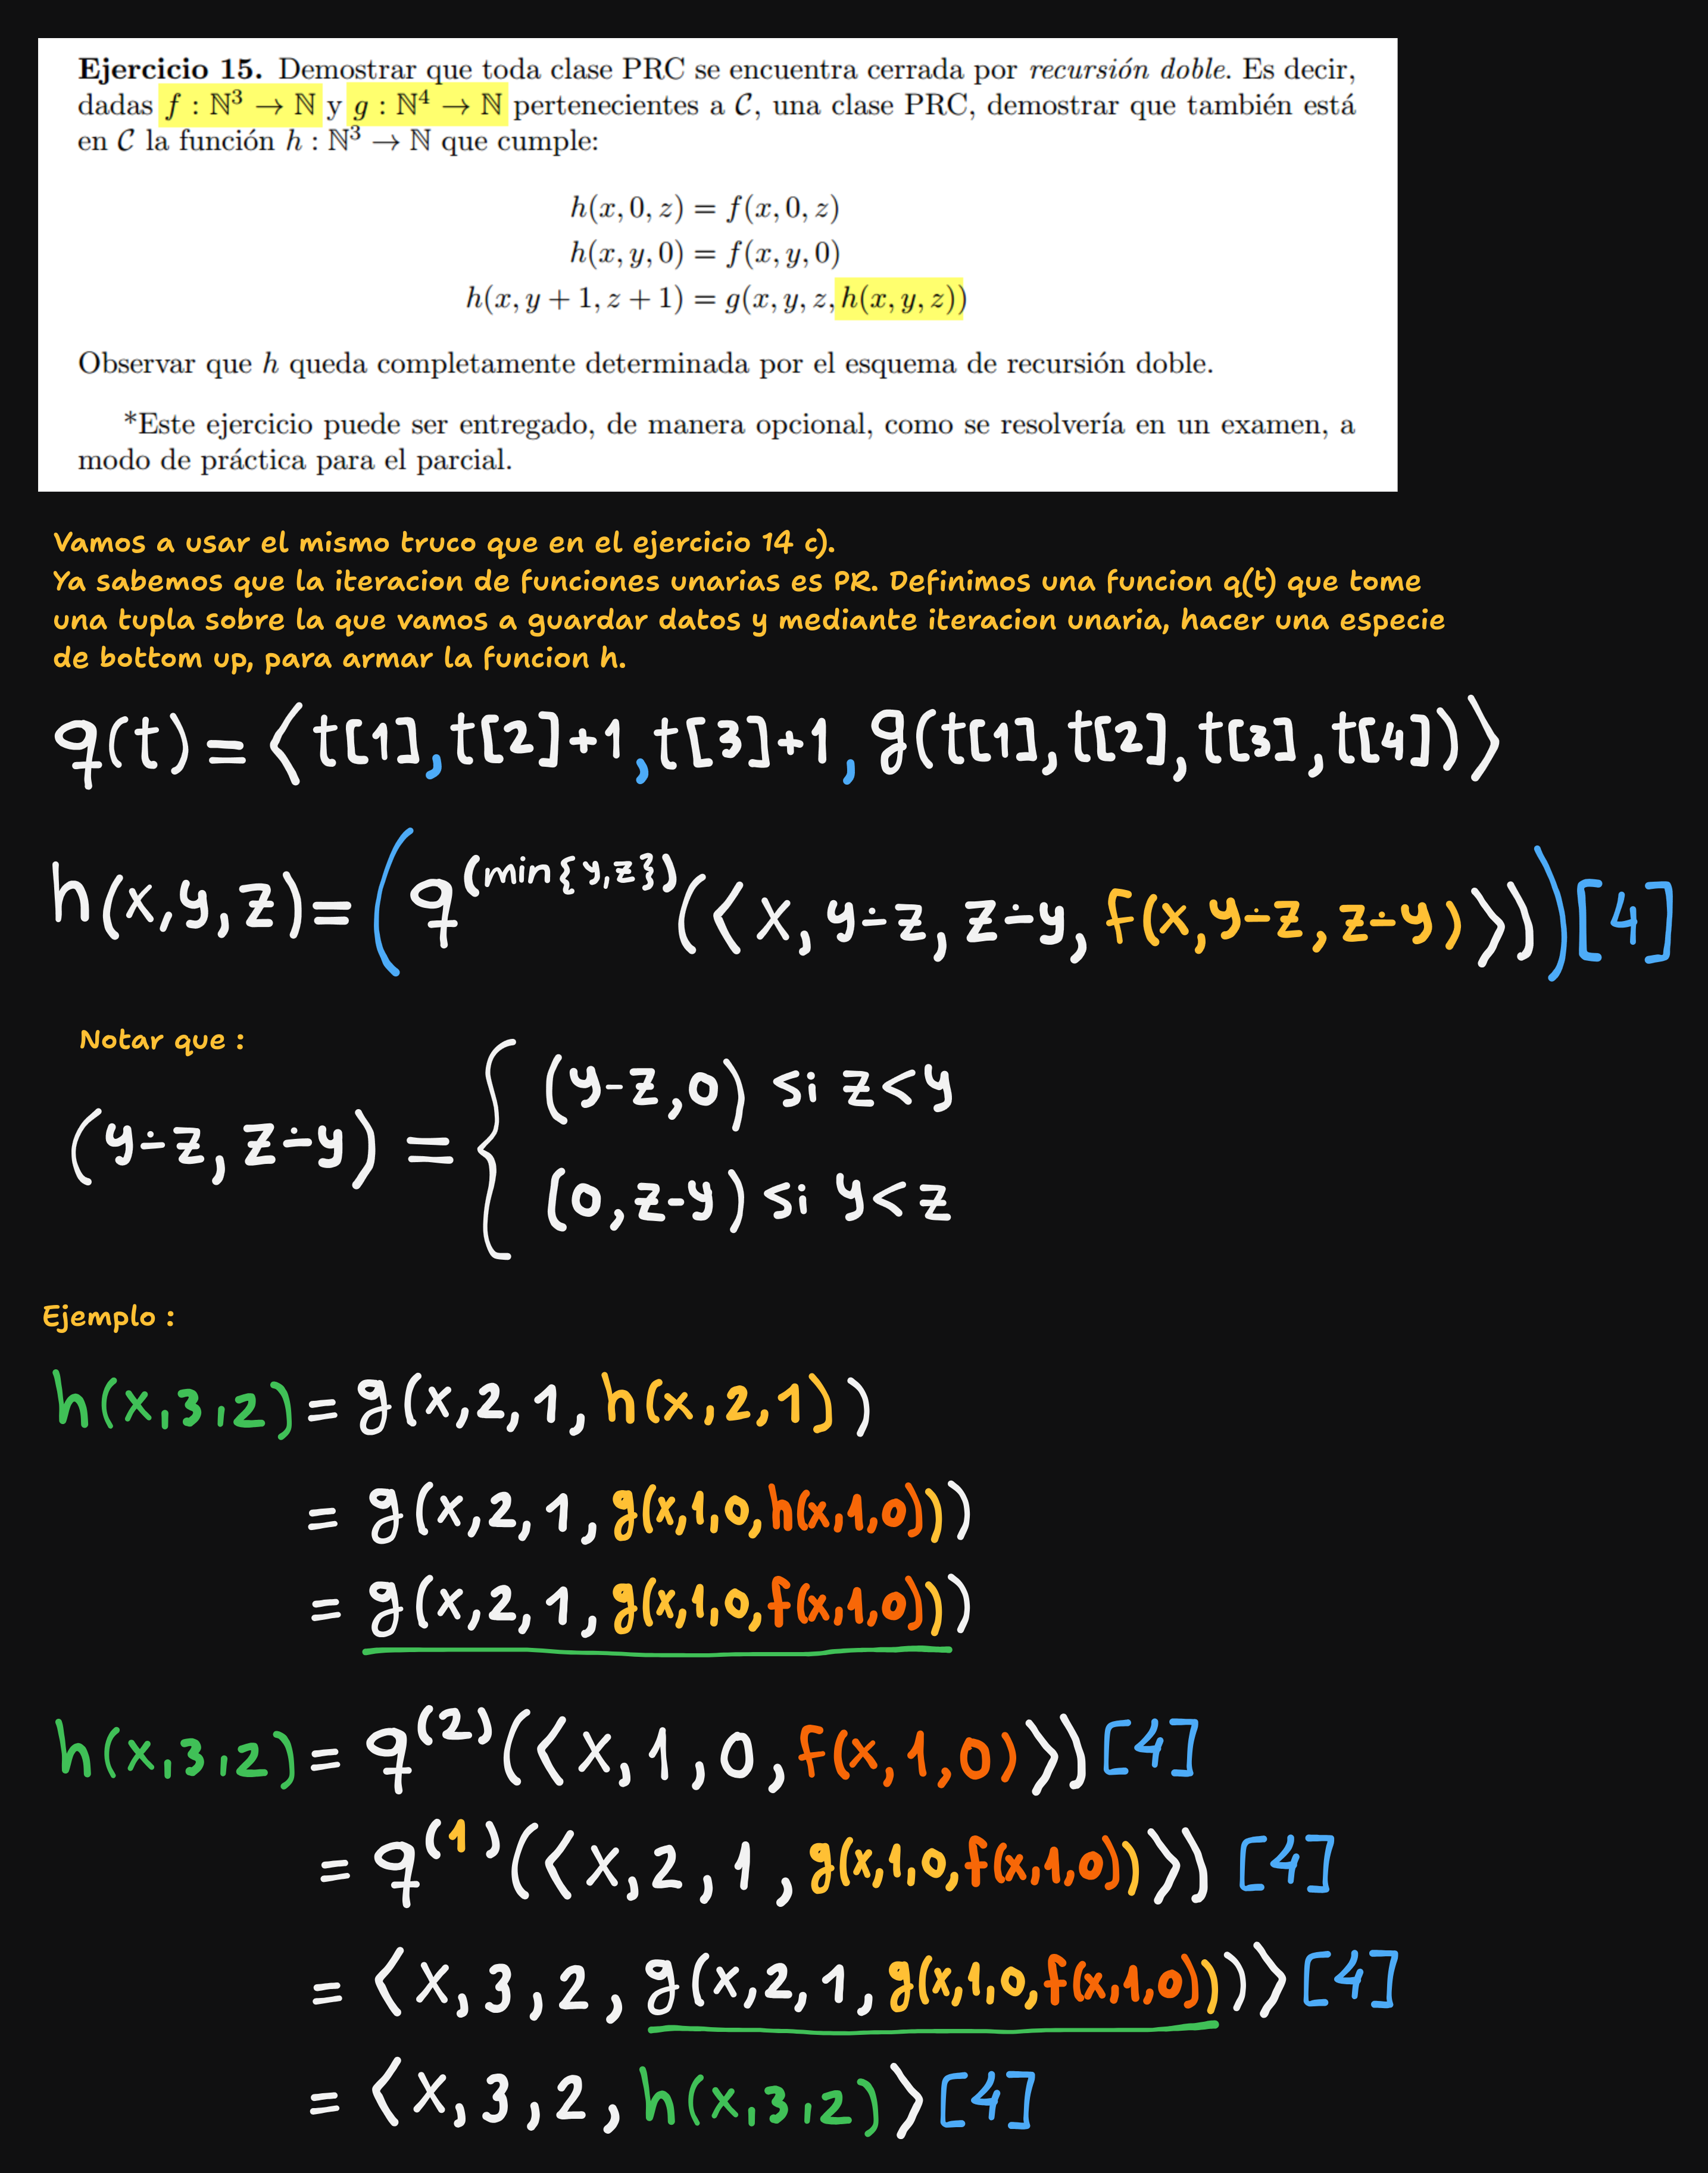 Ejercicio 15. Demostrar que toda clase PRC se encuentra cerrada por recursión doble. Es decir,
dadas f : ℕ³ → ℕ y g : ℕ⁴ → ℕ pertenecientes a 𝒞, una clase PRC, demostrar que también está
en 𝒞 la función h : ℕ³ → ℕ que cumple:
h(x, 0, z) = f(x, 0, z)
h(x, y, 0) = f(x, y, 0)
h(x, y + 1, z + 1) = g(x, y, z, h(x, y, z))
Observar que h queda completamente determinada por el esquema de recursión doble.
*Este ejercicio puede ser entregado, de manera opcional, como se resolvería en un examen, a
modo de práctica para el parcial.
Vamos a usar el mismo truco que en el ejercicio 14 c).
Ya sabemos que la iteracion de funciones unarias es PR. Definimos una funcion q(t) que tome
una tupla sobre la que vamos a guardar datos y mediante iteracion unaria, hacer una especie
de bottom up, para armar la funcion h.
q(t) = ⟨t[1], t[2]+1, t[3]+1, g(t[1], t[2], t[3], t[4])⟩
h(x,y,z) = (q^(min{y,z})(⟨x, y∸z, z∸y, f(x, y∸z, z∸y)⟩))[4]
Notar que :
(y∸z, z∸y) = { (y-z,0) si z<y
(0,z-y) si y<z
Ejemplo :
h(x,3,2) = g(x,2,1,h(x,2,1))
= g(x,2,1,g(x,1,0,h(x,1,0)))
= g(x,2,1,g(x,1,0,f(x,1,0)))
h(x,3,2) = q^(2)(⟨x,1,0,f(x,1,0)⟩)[4]
= q^(1)(⟨x,2,1,g(x,1,0,f(x,1,0))⟩)[4]
= ⟨x,3,2,g(x,2,1,g(x,1,0,f(x,1,0)))⟩[4]
= ⟨x,3,2,h(x,3,2)⟩[4]